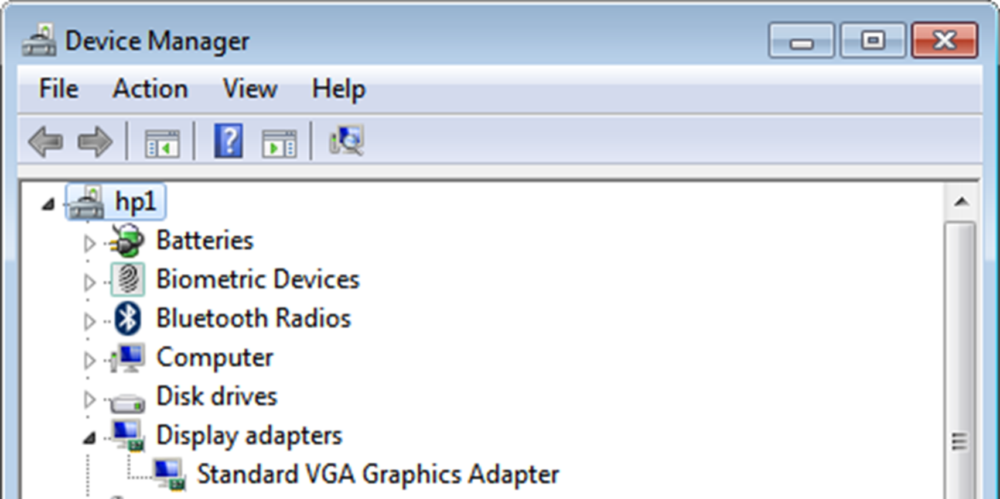 Device Manager
File Action View Help
hp1
Batteries
Biometric Devices
Bluetooth Radios
Computer
Disk drives
Display adapters
Standard VGA Graphics Adapter